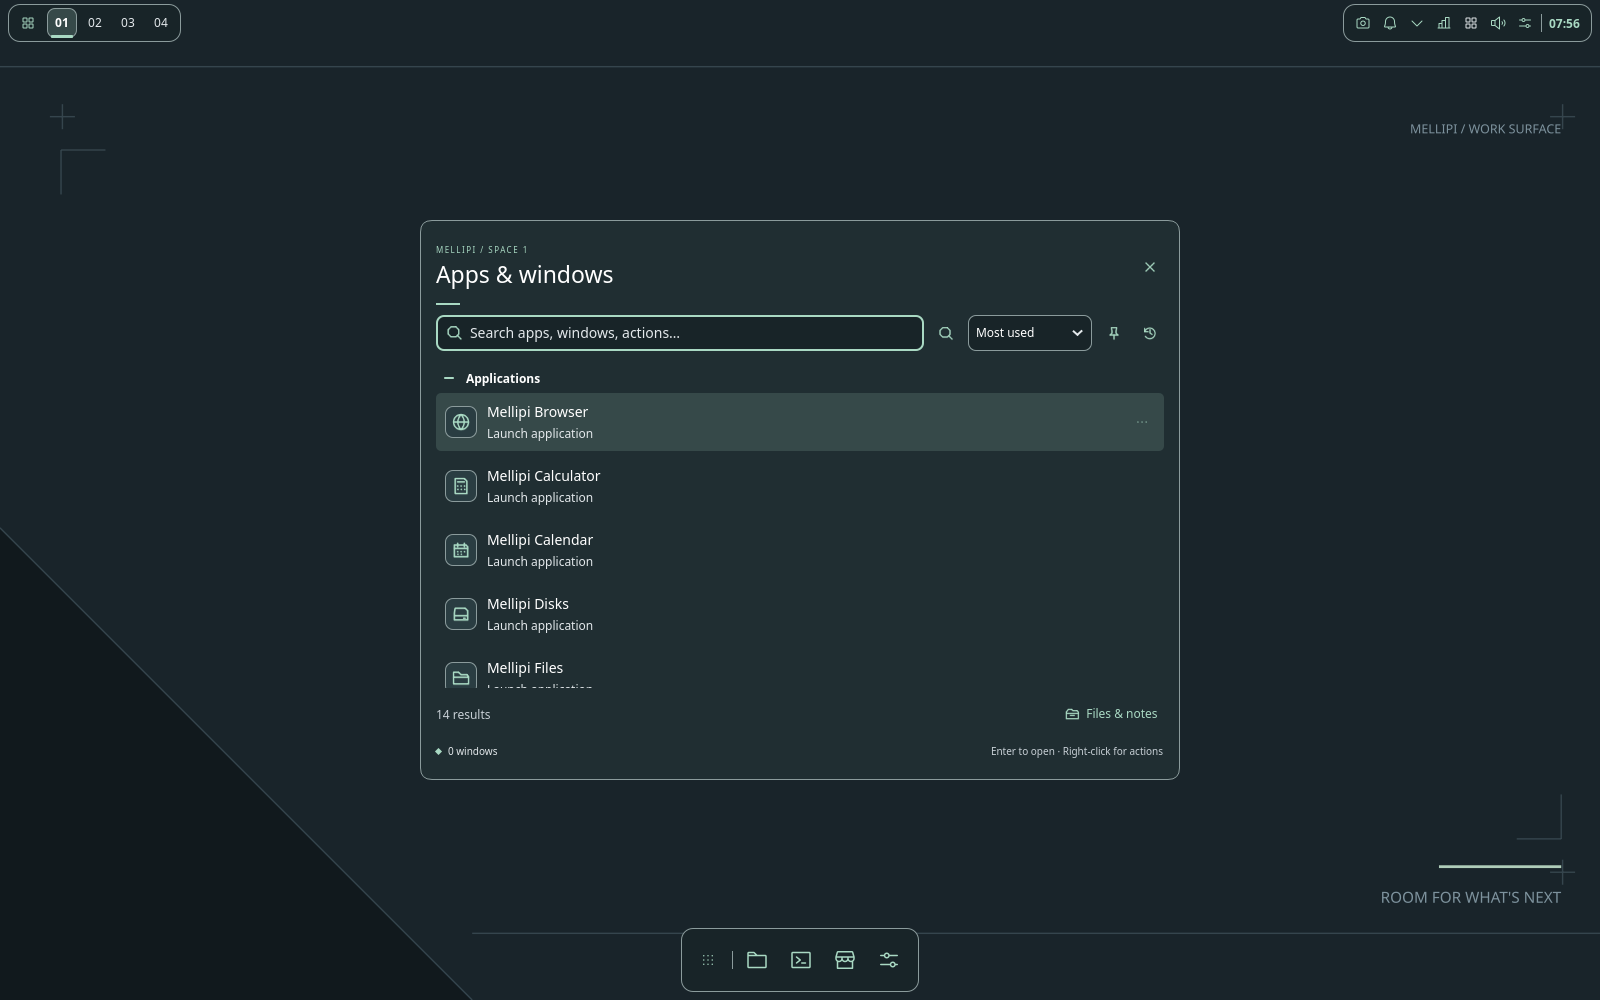 01 02 03 04
07:56
MELLIPI / WORK SURFACE
MELLIPI / SPACE 1
Apps & windows
Search apps, windows, actions...
Most used
Applications
Mellipi Browser
Launch application
Mellipi Calculator
Launch application
Mellipi Calendar
Launch application
Mellipi Disks
Launch application
Mellipi Files
Launch application
14 results
Files & notes
0 windows
Enter to open · Right-click for actions
ROOM FOR WHAT'S NEXT